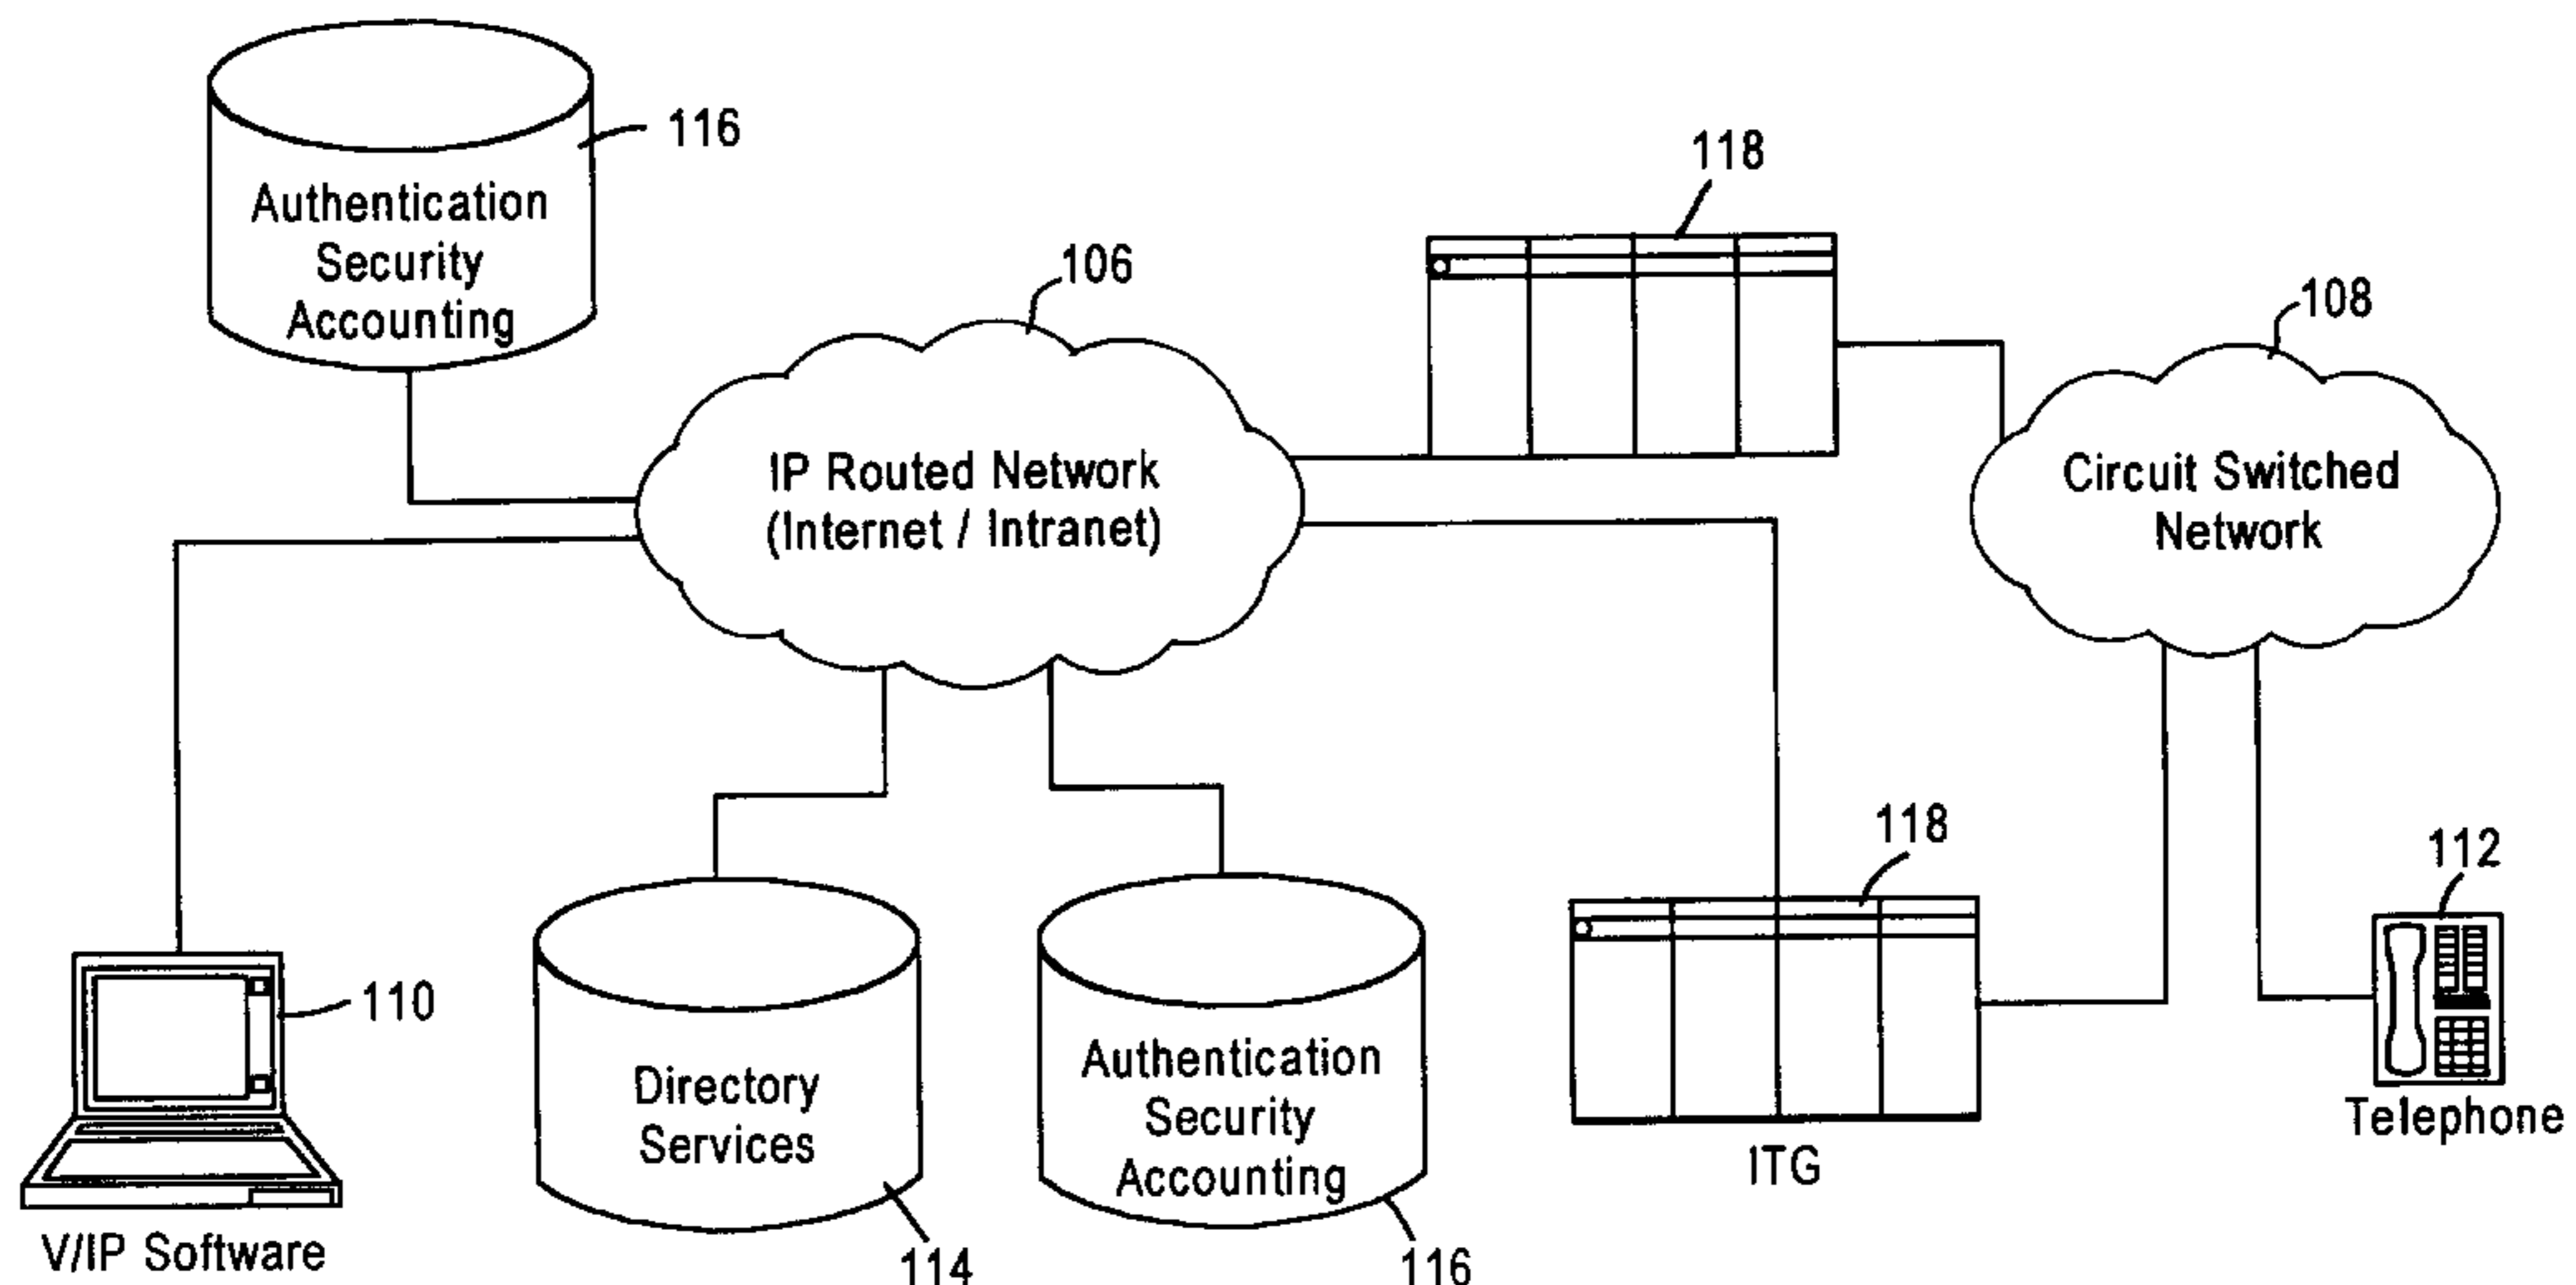 116
Authentication
Security
Accounting
118
106
108
IP Routed Network
(Internet / Intranet)
Circuit Switched
Network
118
112
110
Directory
Services
Authentication
Security
Accounting
ITG
Telephone
V/IP Software
114
116